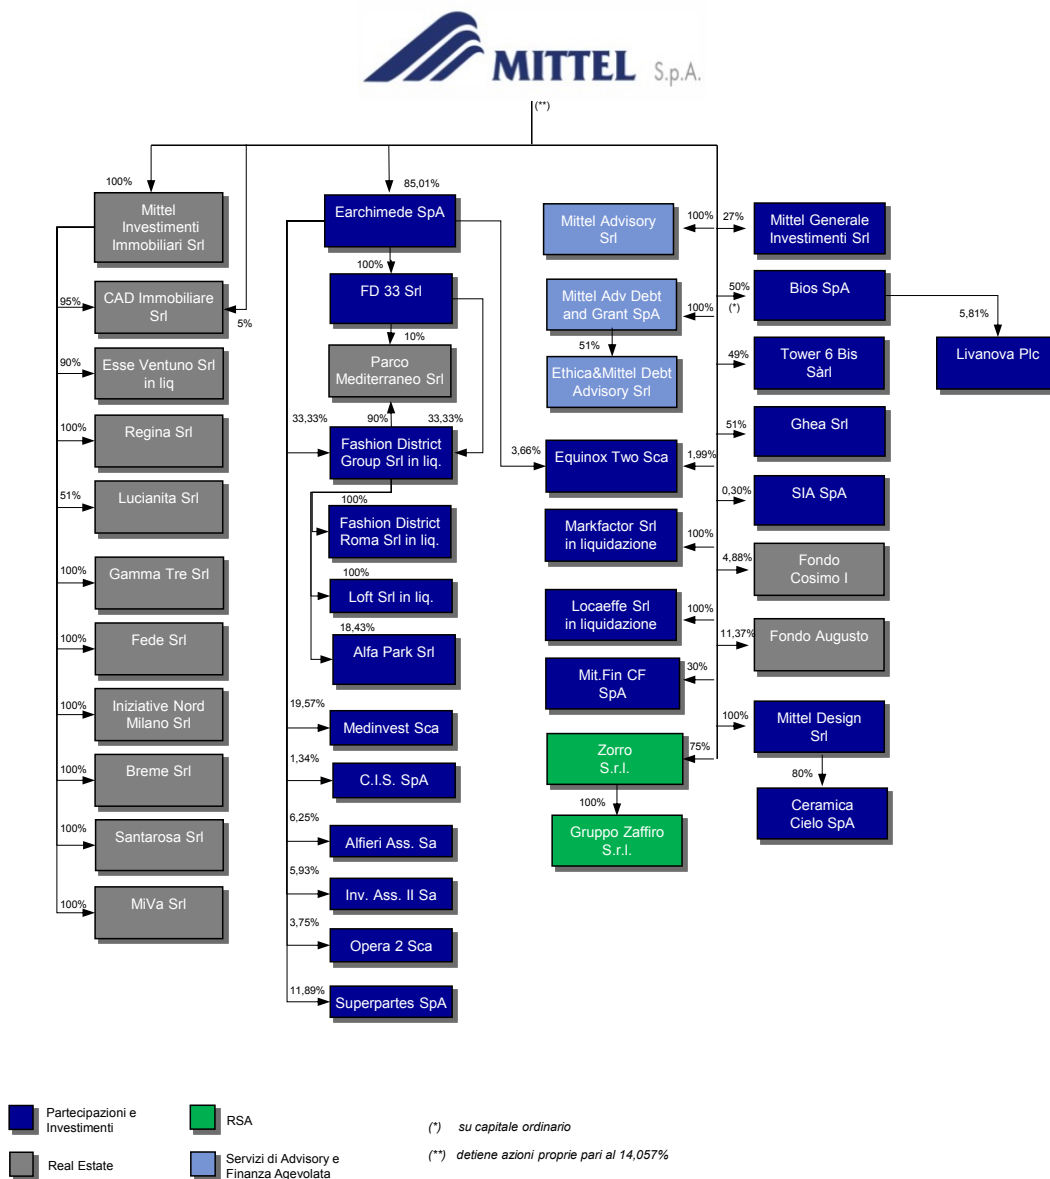 MITTEL S.p.A.
(**)
100%
Mittel
Investimenti
Immobiliari Srl
95%
CAD Immobiliare
Srl
5%
90%
Esse Ventuno Srl
in liq
100%
Regina Srl
51%
Lucianita Srl
100%
Gamma Tre Srl
100%
Fede Srl
100%
Iniziative Nord
Milano Srl
100%
Breme Srl
100%
Santarosa Srl
100%
MiVa Srl
85,01%
Earchimede SpA
100%
FD 33 Srl
10%
Parco
Mediterraneo Srl
33,33%
90%
33,33%
Fashion District
Group Srl in liq.
100%
Fashion District
Roma Srl in liq.
100%
Loft Srl in liq.
18,43%
Alfa Park Srl
19,57%
Medinvest Sca
1,34%
C.I.S. SpA
6,25%
Alfieri Ass. Sa
5,93%
Inv. Ass. II Sa
3,75%
Opera 2 Sca
11,89%
Superpartes SpA
Mittel Advisory
Srl
100%
Mittel Adv Debt
and Grant SpA
100%
51%
Ethica&Mittel Debt
Advisory Srl
3,66%
Equinox Two Sca
1,99%
Markfactor Srl
in liquidazione
100%
Locaeffe Srl
in liquidazione
100%
Mit.Fin CF
SpA
30%
Zorro
S.r.l.
75%
100%
Gruppo Zaffiro
S.r.l.
27%
Mittel Generale
Investimenti Srl
50%
(*)
Bios SpA
5,81%
Livanova Plc
49%
Tower 6 Bis
Sàrl
51%
Ghea Srl
0,30%
SIA SpA
4,88%
Fondo
Cosimo I
11,37%
Fondo Augusto
100%
Mittel Design
Srl
80%
Ceramica
Cielo SpA
Partecipazioni e
Investimenti
RSA
Real Estate
Servizi di Advisory e
Finanza Agevolata
(*) su capitale ordinario
(**) detiene azioni proprie pari al 14,057%